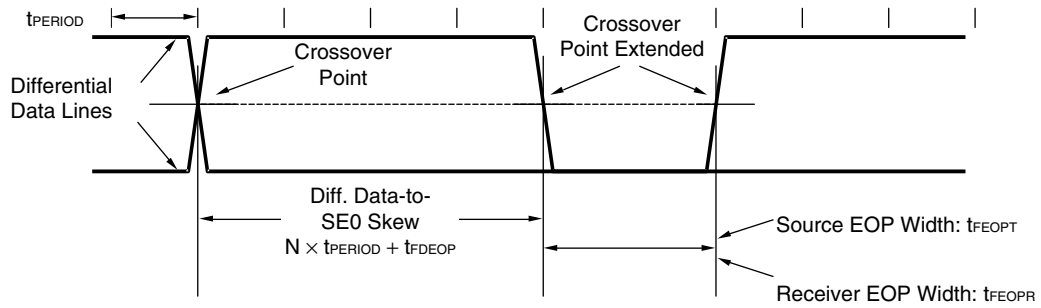 tPERIOD
Crossover
Point
Crossover
Point Extended
Differential
Data Lines
Diff. Data-to-
SE0 Skew
N × tPERIOD + tFDEOP
Source EOP Width: tFEOPT
Receiver EOP Width: tFEOPR